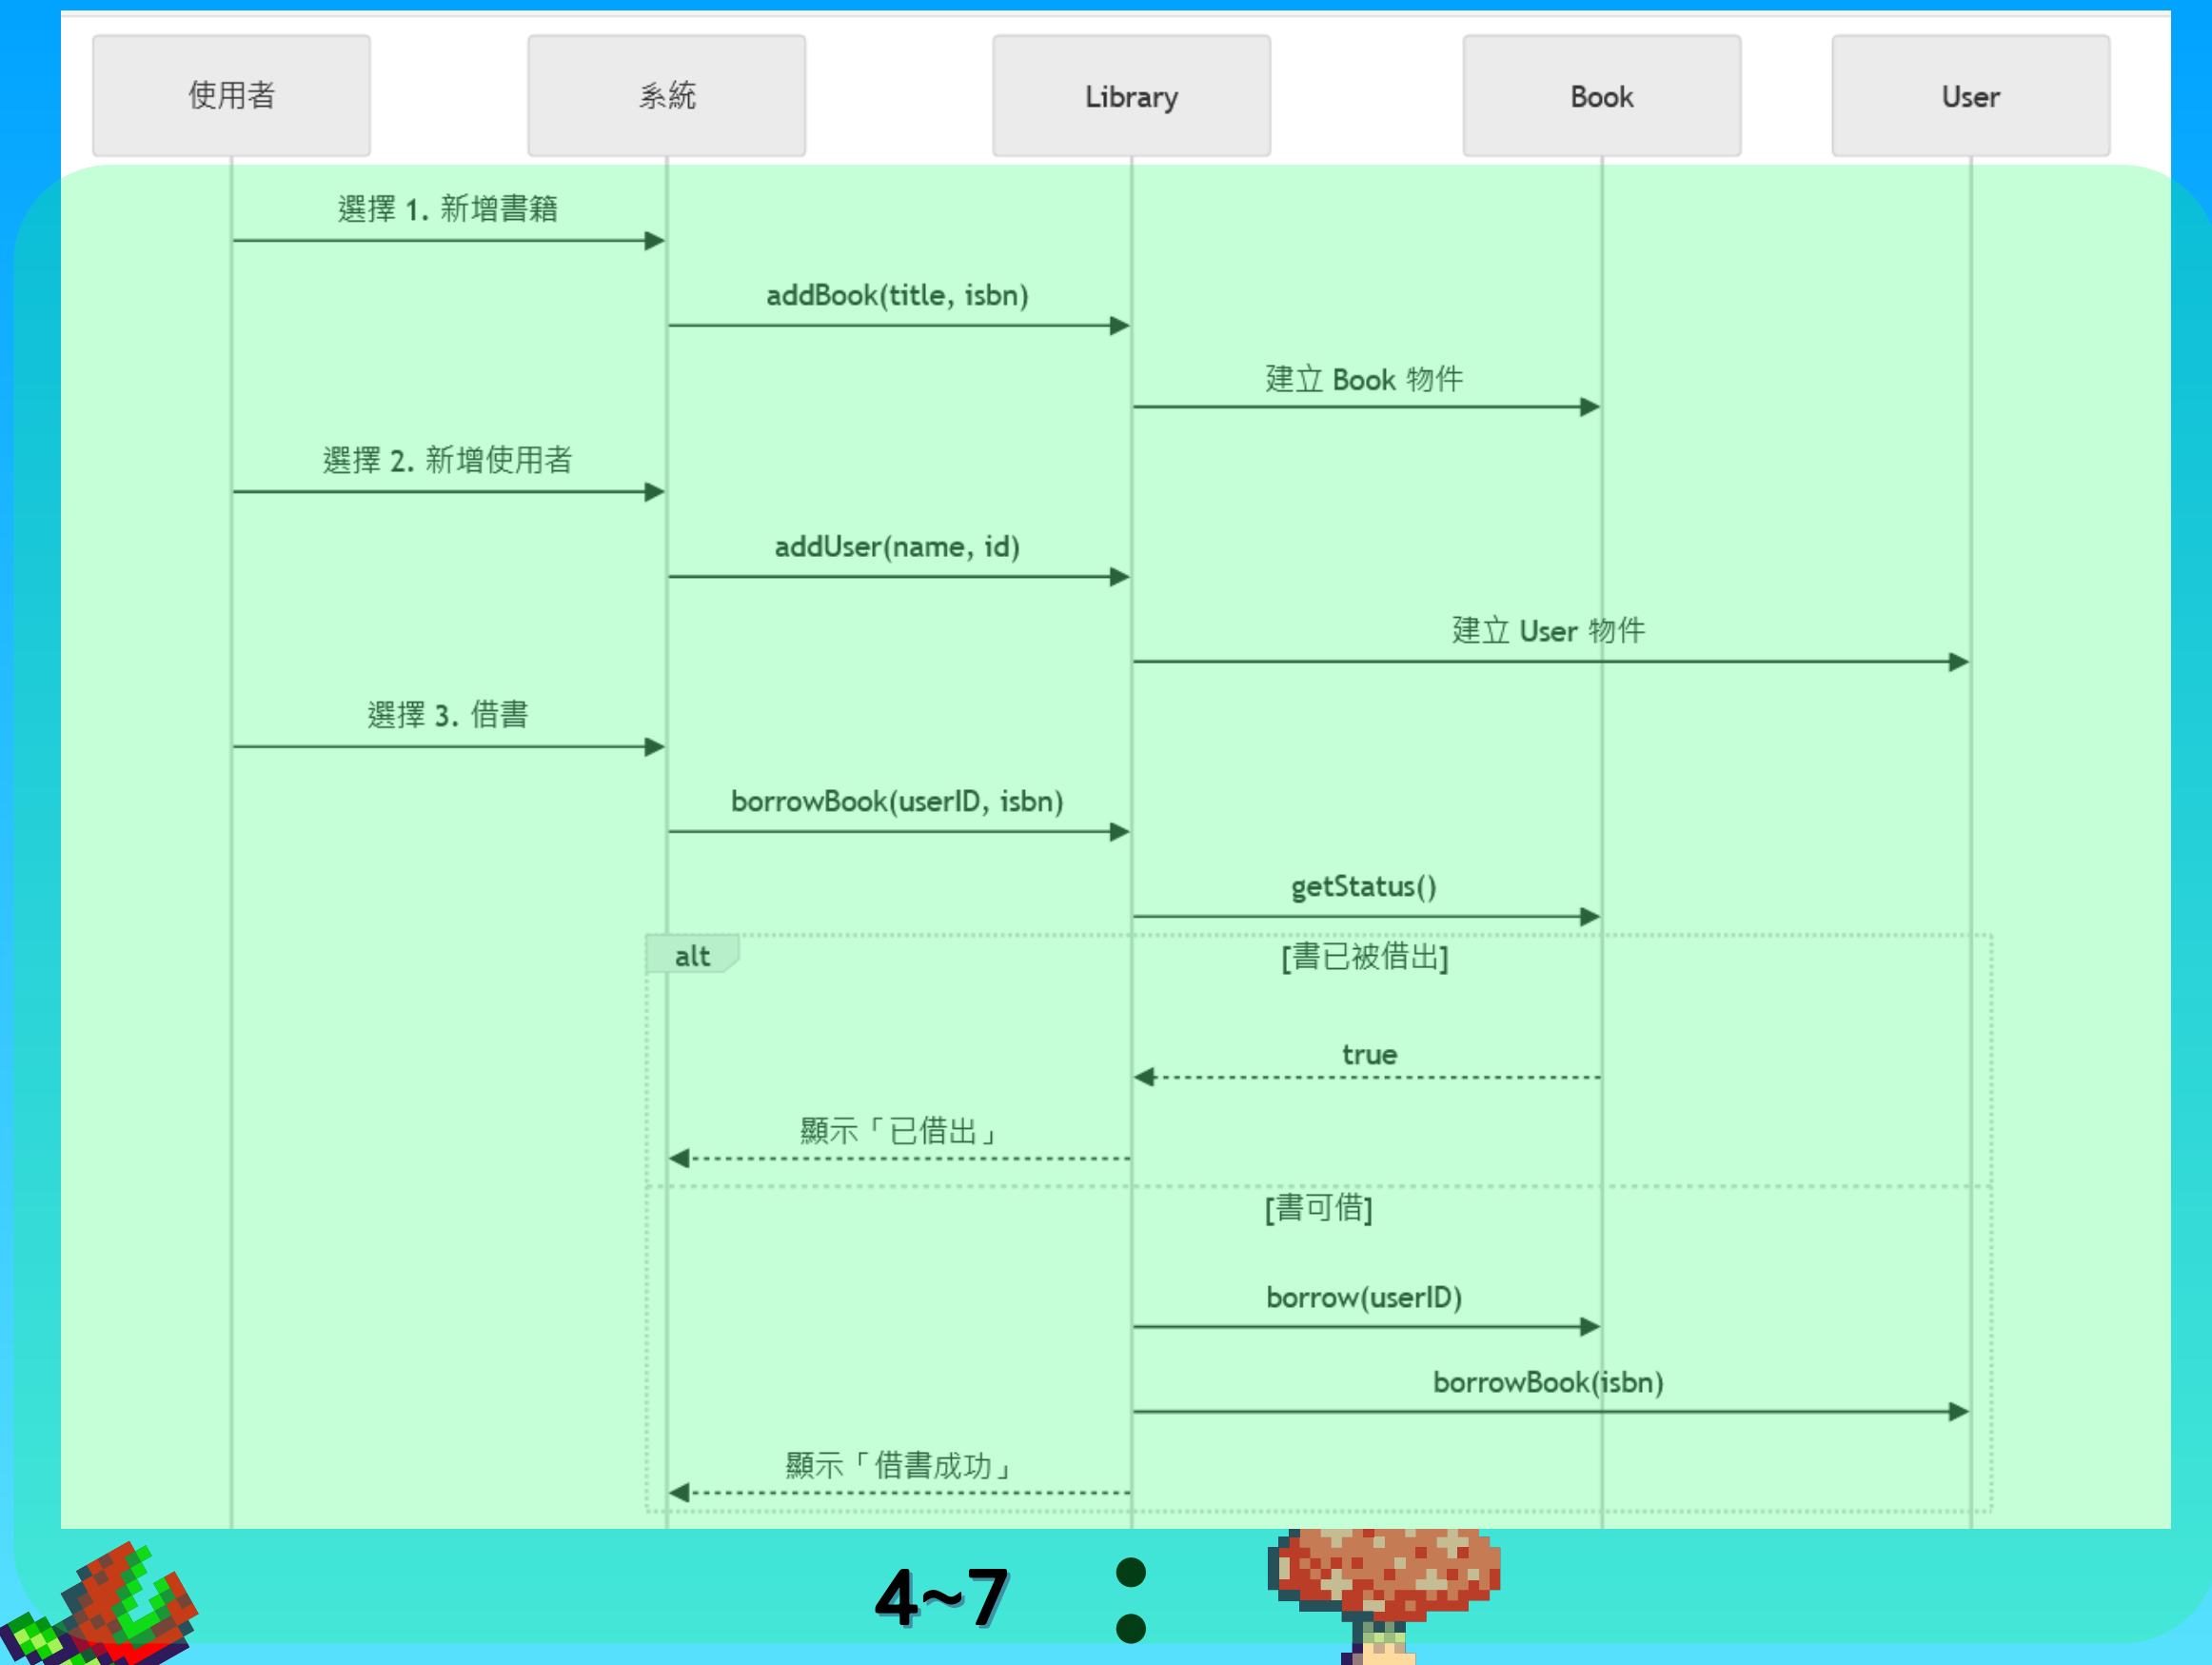 使用者
系統
Library
Book
User
選擇 1. 新增書籍
addBook(title, isbn)
建立 Book 物件
選擇 2. 新增使用者
addUser(name, id)
建立 User 物件
選擇 3. 借書
borrowBook(userID, isbn)
getStatus()
alt
[書已被借出]
true
顯示「已借出」
[書可借]
borrow(userID)
borrowBook(isbn)
顯示「借書成功」
4~7 :